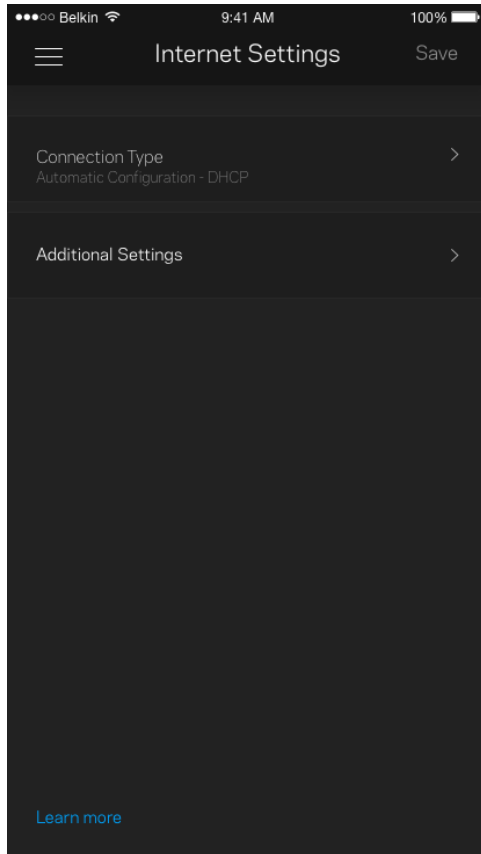 Belkin 9:41 AM 100%
Internet Settings Save
Connection Type
Automatic Configuration - DHCP
Additional Settings
Learn more